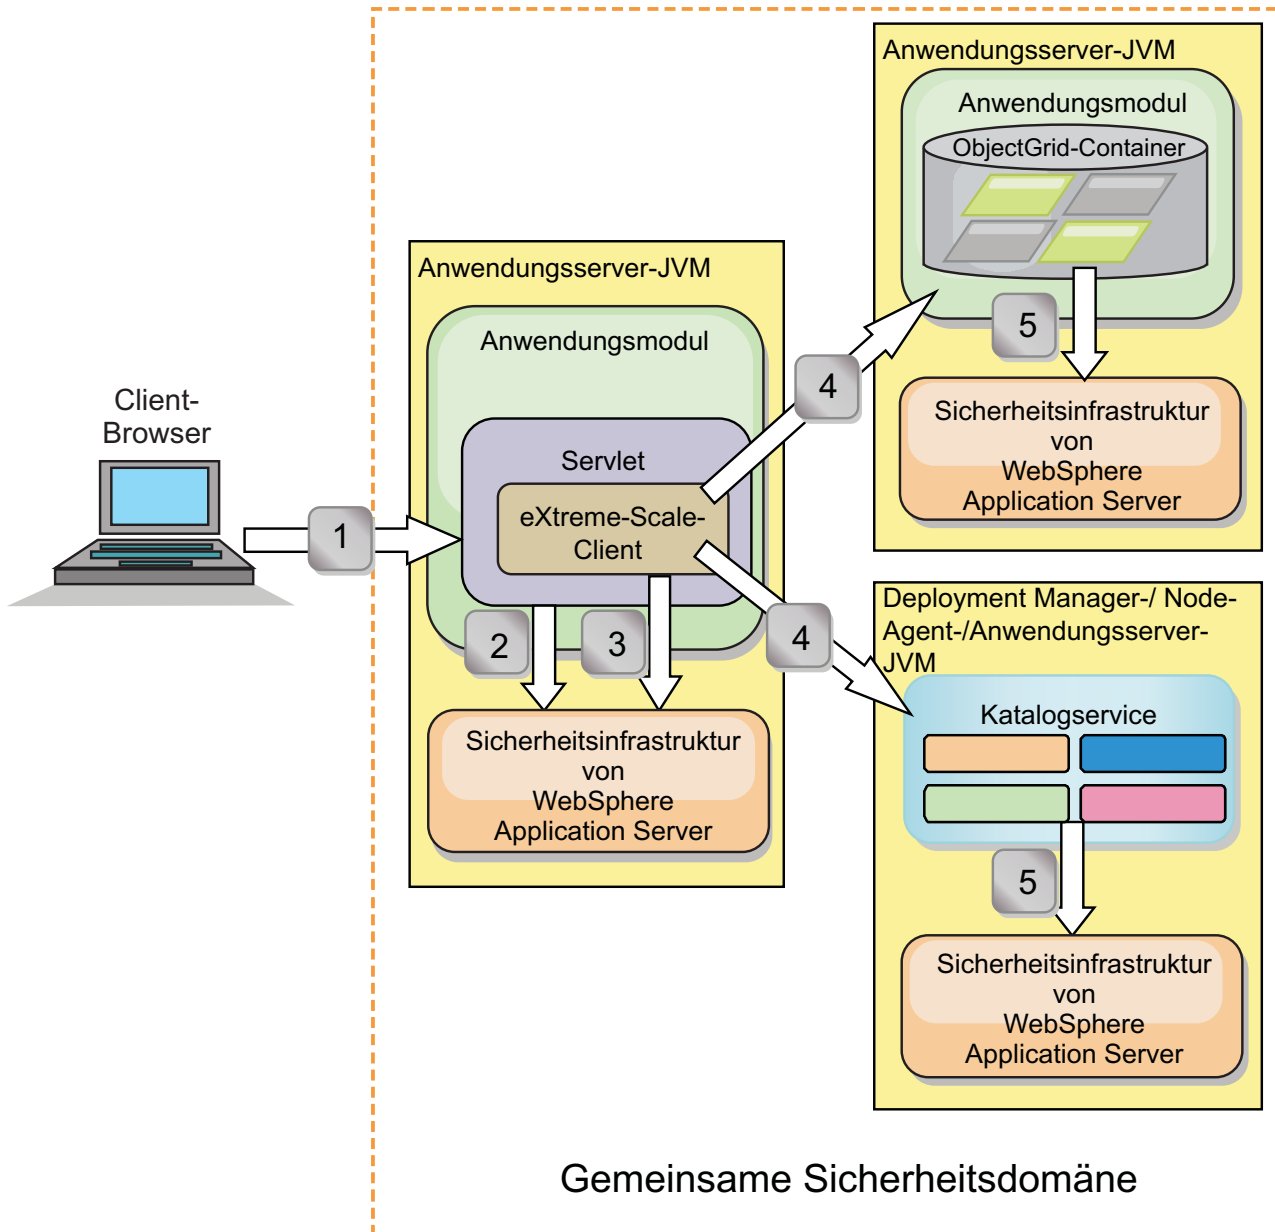 Client-
Browser
1
Anwendungsserver-JVM
Anwendungsmodul
Servlet
eXtreme-Scale-
Client
2
3
Sicherheitsinfrastruktur
von
WebSphere
Application Server
4
4
Anwendungsserver-JVM
Anwendungsmodul
ObjectGrid-Container
5
Sicherheitsinfrastruktur
von
WebSphere
Application Server
Deployment Manager-/ Node-
Agent-/Anwendungsserver-
JVM
Katalogservice
5
Sicherheitsinfrastruktur
von
WebSphere
Application Server
Gemeinsame Sicherheitsdomäne